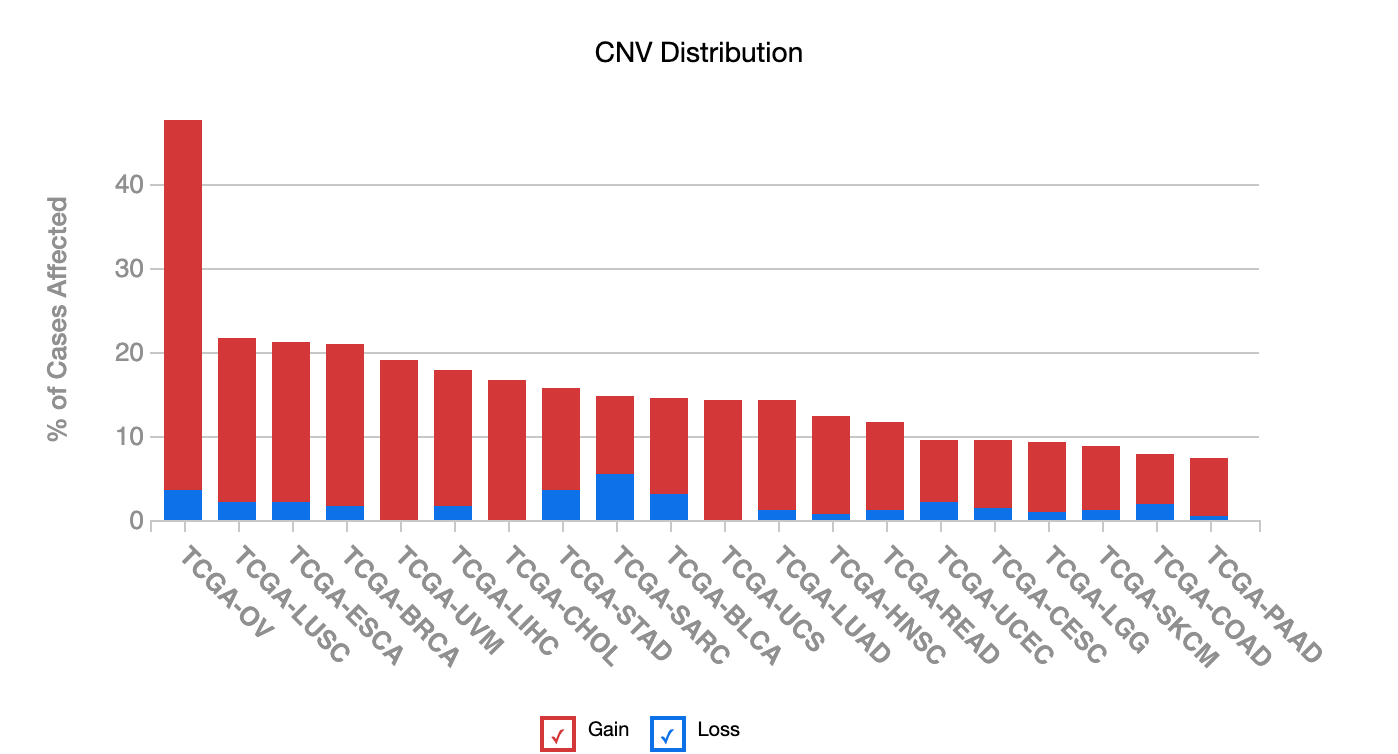 CNV Distribution
% of Cases Affected
40
30
20
10
0
TCGA-OV
TCGA-LUSC
TCGA-ESCA
TCGA-BRCA
TCGA-UVM
TCGA-LIHC
TCGA-CHOL
TCGA-STAD
TCGA-SARC
TCGA-BLCA
TCGA-UCS
TCGA-LUAD
TCGA-HNSC
TCGA-READ
TCGA-UCEC
TCGA-CESC
TCGA-LGG
TCGA-SKCM
TCGA-COAD
TCGA-PAAD
✓ Gain ✓ Loss